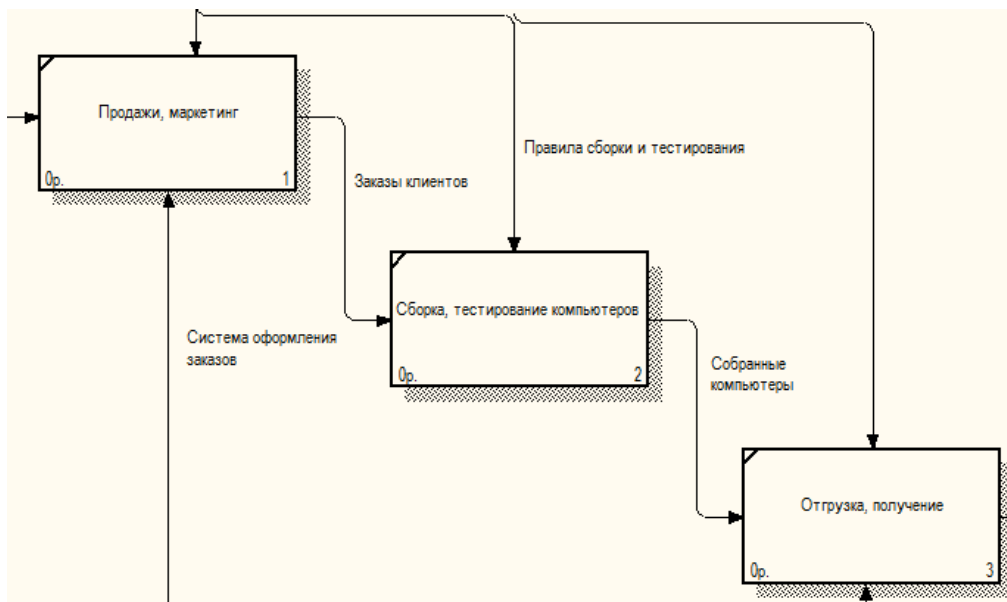 Продажи, маркетинг
0р. 1
Правила сборки и тестирования
Заказы клиентов
Сборка, тестирование компьютеров
Система оформления
заказов
0р. 2
Собранные
компьютеры
Отгрузка, получение
0р. 3